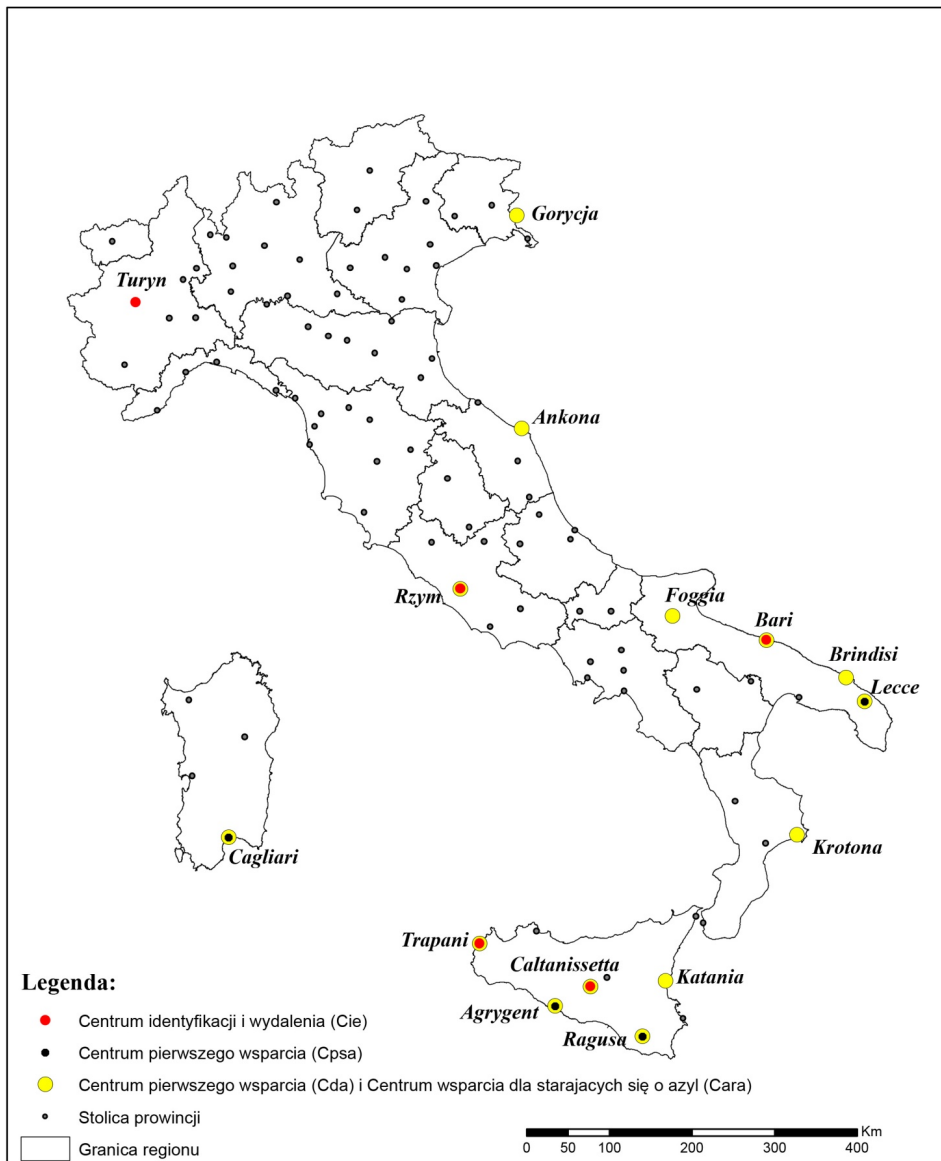 Gorycja
Turyn
Ankona
Rzym
Foggia
Bari
Brindisi
Lecce
Cagliari
Krotona
Trapani
Caltanissetta
Katania
Agrygent
Ragusa
Legenda:
Centrum identyfikacji i wydalenia (Cie)
Centrum pierwszego wsparcia (Cpsa)
Centrum pierwszego wsparcia (Cda) i Centrum wsparcia dla starajacych się o azyl (Cara)
Stolica prowincji
Granica regionu
Km
0 50 100 200 300 400